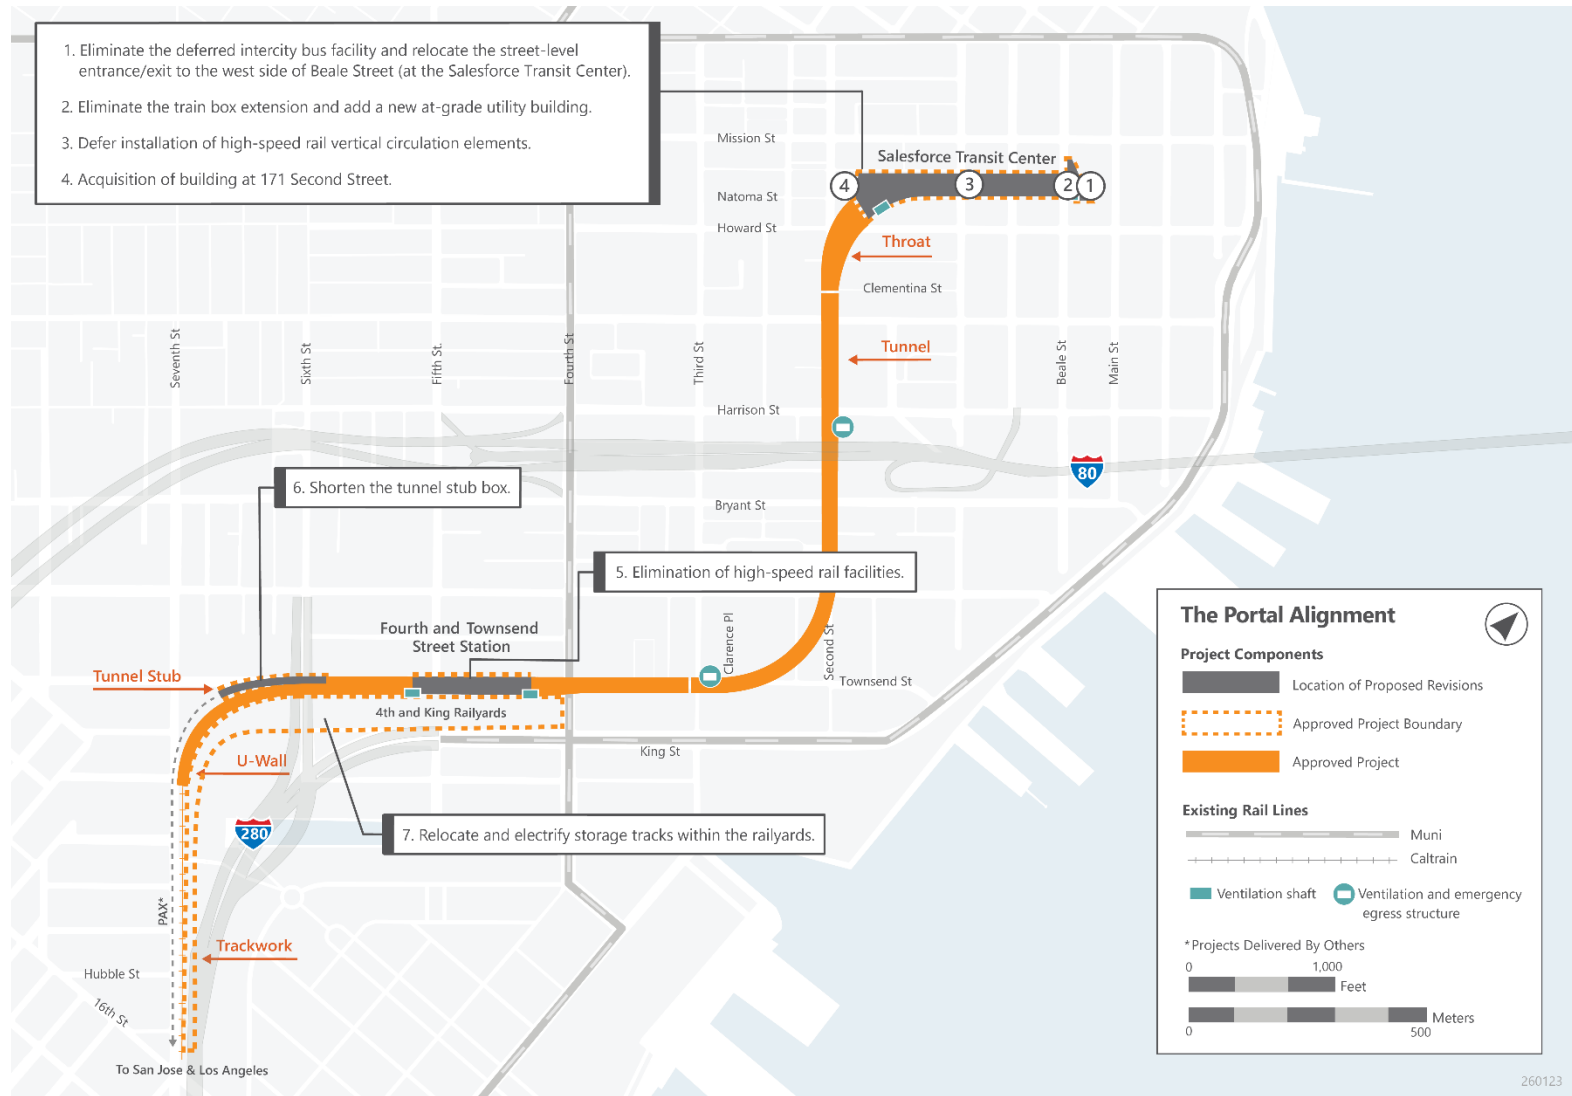 1. Eliminate the deferred intercity bus facility and relocate the street-level
entrance/exit to the west side of Beale Street (at the Salesforce Transit Center).
2. Eliminate the train box extension and add a new at-grade utility building.
3. Defer installation of high-speed rail vertical circulation elements.
4. Acquisition of building at 171 Second Street.
Mission St
Salesforce Transit Center
4
3
2
1
Natoma St
Howard St
Throat
Clementina St
Tunnel
Seventh St
Sixth St
Fifth St.
Fourth St
Third St
Beale St
Main St
Harrison St
80
6. Shorten the tunnel stub box.
Bryant St
5. Elimination of high-speed rail facilities.
Fourth and Townsend
Street Station
Clarence Pl
Second St
Tunnel Stub
Townsend St
4th and King Railyards
King St
U-Wall
280
7. Relocate and electrify storage tracks within the railyards.
PAX*
Trackwork
Hubble St
16th St
To San Jose & Los Angeles
The Portal Alignment
Project Components
Location of Proposed Revisions
Approved Project Boundary
Approved Project
Existing Rail Lines
Muni
Caltrain
Ventilation shaft
Ventilation and emergency
egress structure
*Projects Delivered By Others
0 1,000
Feet
Meters
0 500
260123